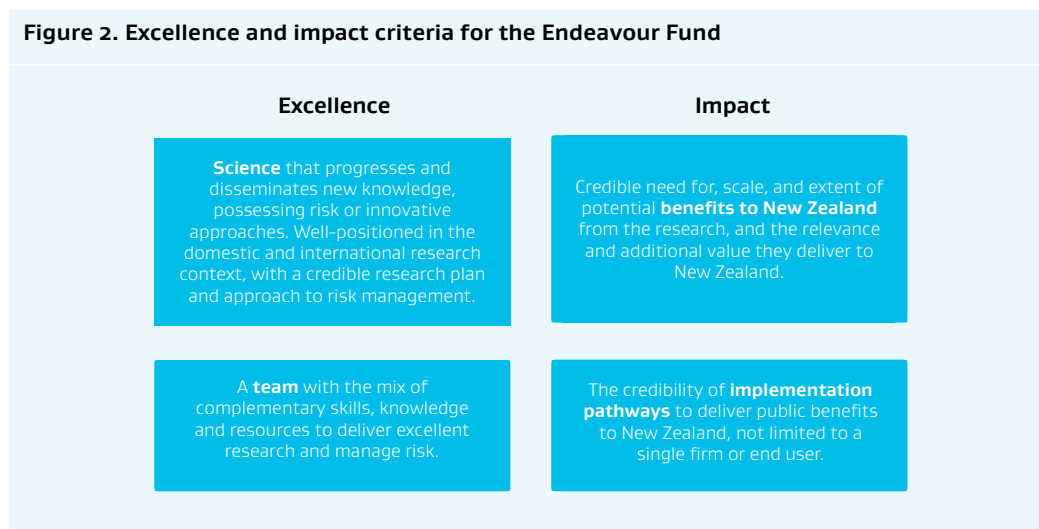 Figure 2. Excellence and impact criteria for the Endeavour Fund
Excellence
Science that progresses and
disseminates new knowledge,
possessing risk or innovative
approaches. Well-positioned in the
domestic and international research
context, with a credible research plan
and approach to risk management.
A team with the mix of
complementary skills, knowledge
and resources to deliver excellent
research and manage risk.
Impact
Credible need for, scale, and extent of
potential benefits to New Zealand
from the research, and the relevance
and additional value they deliver to
New Zealand.
The credibility of implementation
pathways to deliver public benefits
to New Zealand, not limited to a
single firm or end user.